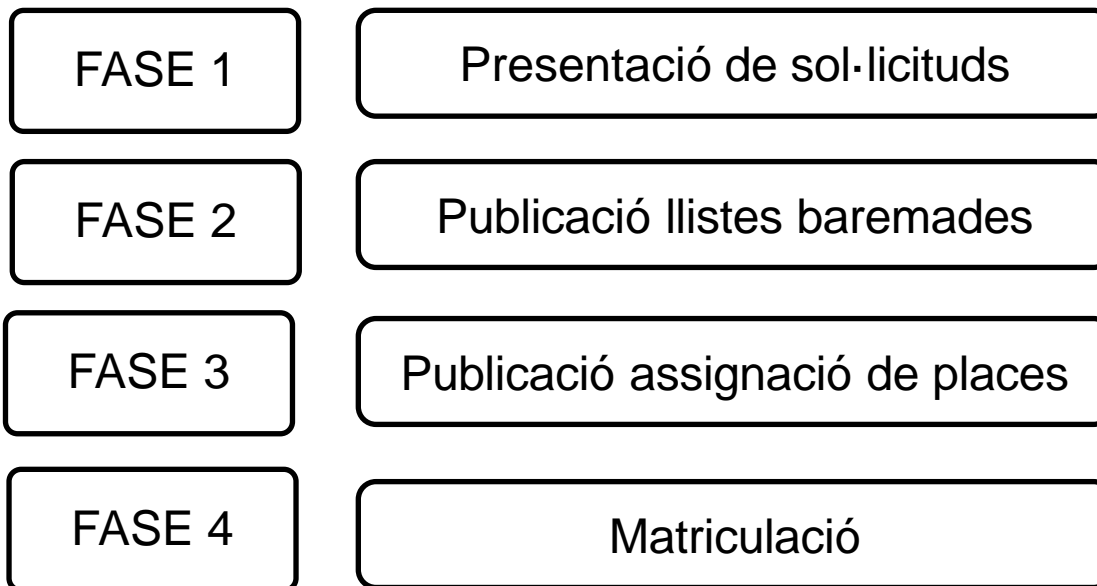 FASE 1
Presentació de sol·licituds
FASE 2
Publicació llistes baremades
FASE 3
Publicació assignació de places
FASE 4
Matriculació